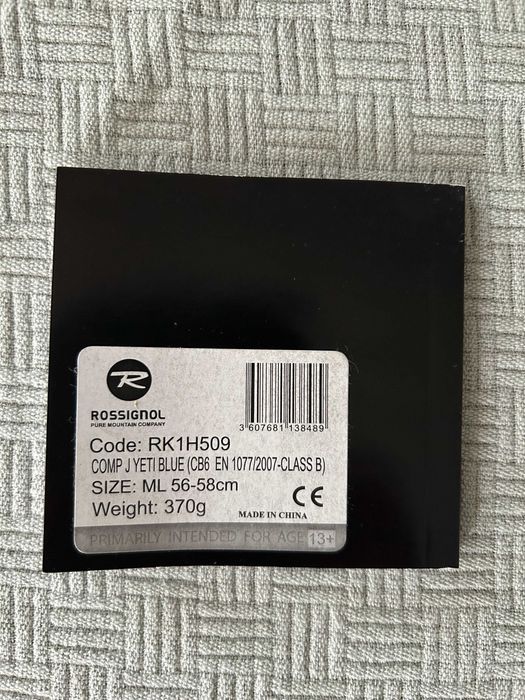 R
ROSSIGNOL
PURE MOUNTAIN COMPANY
3 607681 138489
Code: RK1H509
COMP J YETI BLUE (CB6 EN 1077/2007-CLASS B)
SIZE: ML 56-58cm
Weight: 370g
CE
MADE IN CHINA
PRIMARILY INTENDED FOR AGE 13+